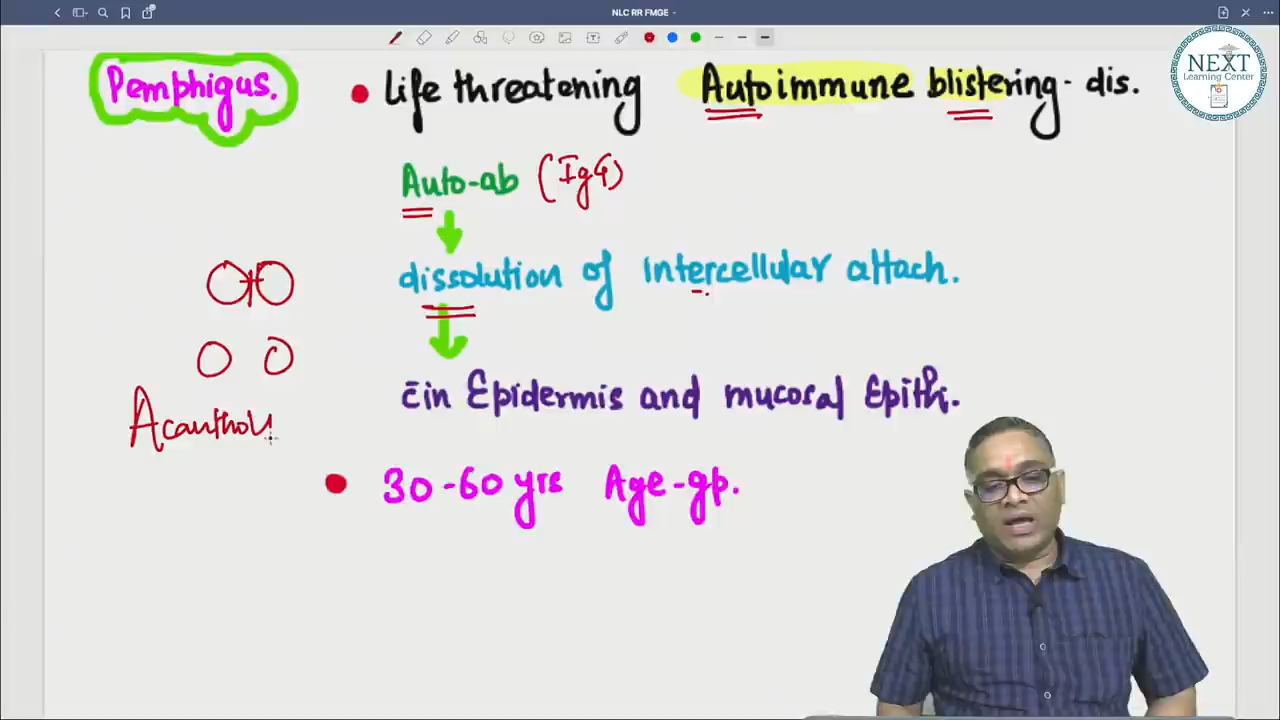 NLC RR FMGE
NEXT
Learning Center
Pemphigus.
• Life threatening Autoimmune blistering - dis.
Auto-ab (IgG)
dissolution of intercellular attach.
c̄in Epidermis and mucosal Epith.
Acanthol
• 30-60 yrs Age-gp.